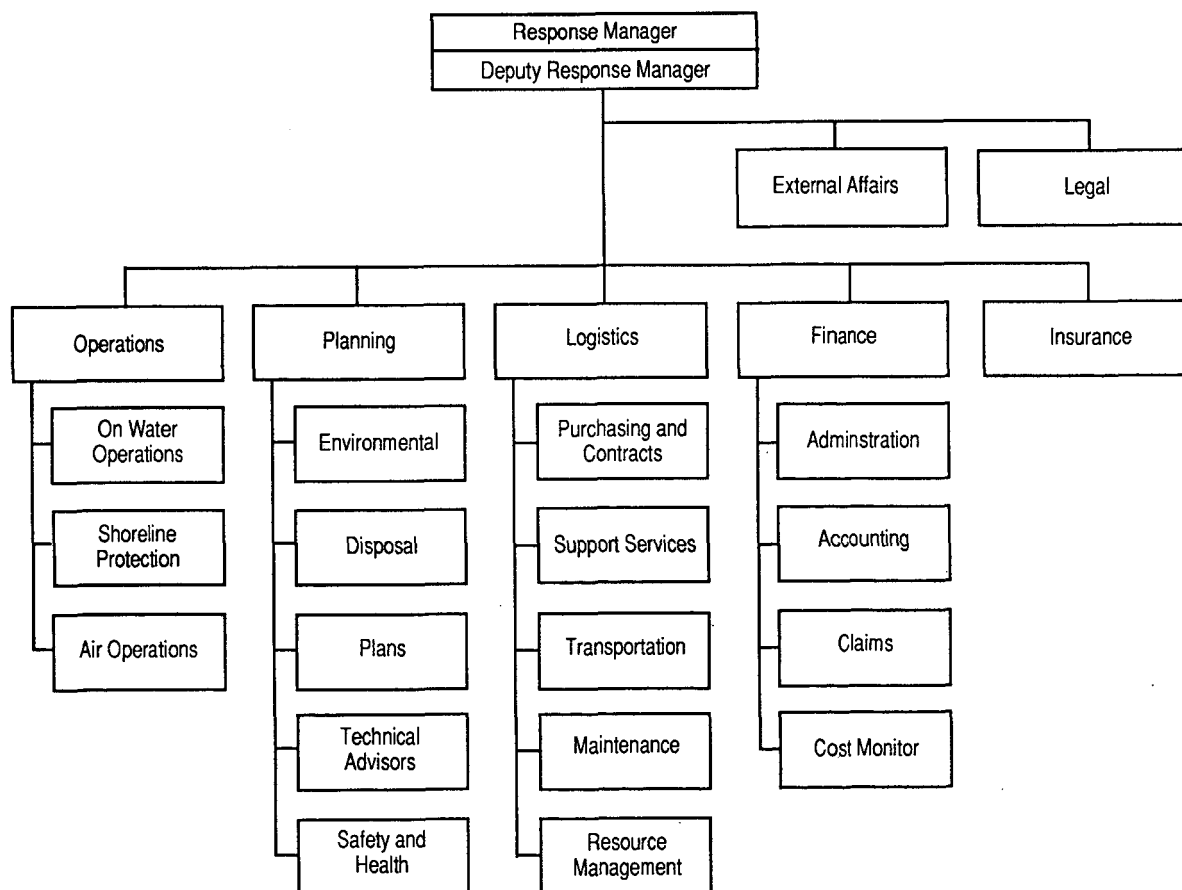 Response Manager
Deputy Response Manager
External Affairs
Legal
Operations
Planning
Logistics
Finance
Insurance
On Water
Operations
Shoreline
Protection
Air Operations
Environmental
Disposal
Plans
Technical
Advisors
Safety and
Health
Purchasing and
Contracts
Support Services
Transportation
Maintenance
Resource
Management
Adminstration
Accounting
Claims
Cost Monitor